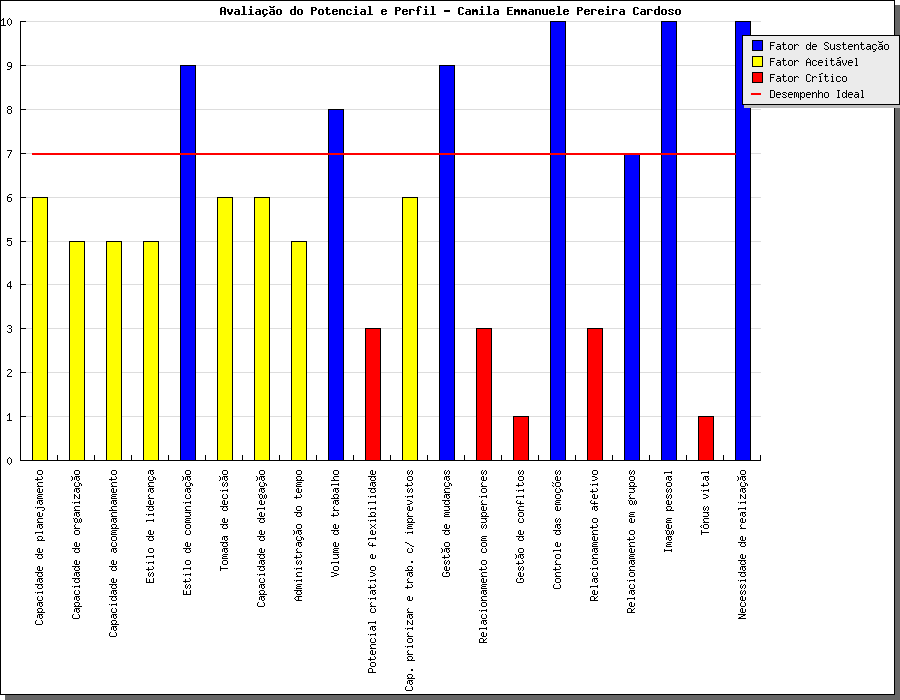 Avaliação do Potencial e Perfil - Camila Emmanuele Pereira Cardoso
Fator de Sustentação
Fator Aceitável
Fator Crítico
Desempenho Ideal
10
9
8
7
6
5
4
3
2
1
0
Capacidade de planejamento
Capacidade de organização
Capacidade de acompanhamento
Estilo de liderança
Estilo de comunicação
Tomada de decisão
Capacidade de delegação
Administração do tempo
Volume de trabalho
Potencial criativo e flexibilidade
Cap. priorizar e trab. c/ imprevistos
Gestão de mudanças
Relacionamento com superiores
Gestão de conflitos
Controle das emoções
Relacionamento afetivo
Relacionamento em grupos
Imagem pessoal
Tônus vital
Necessidade de realização